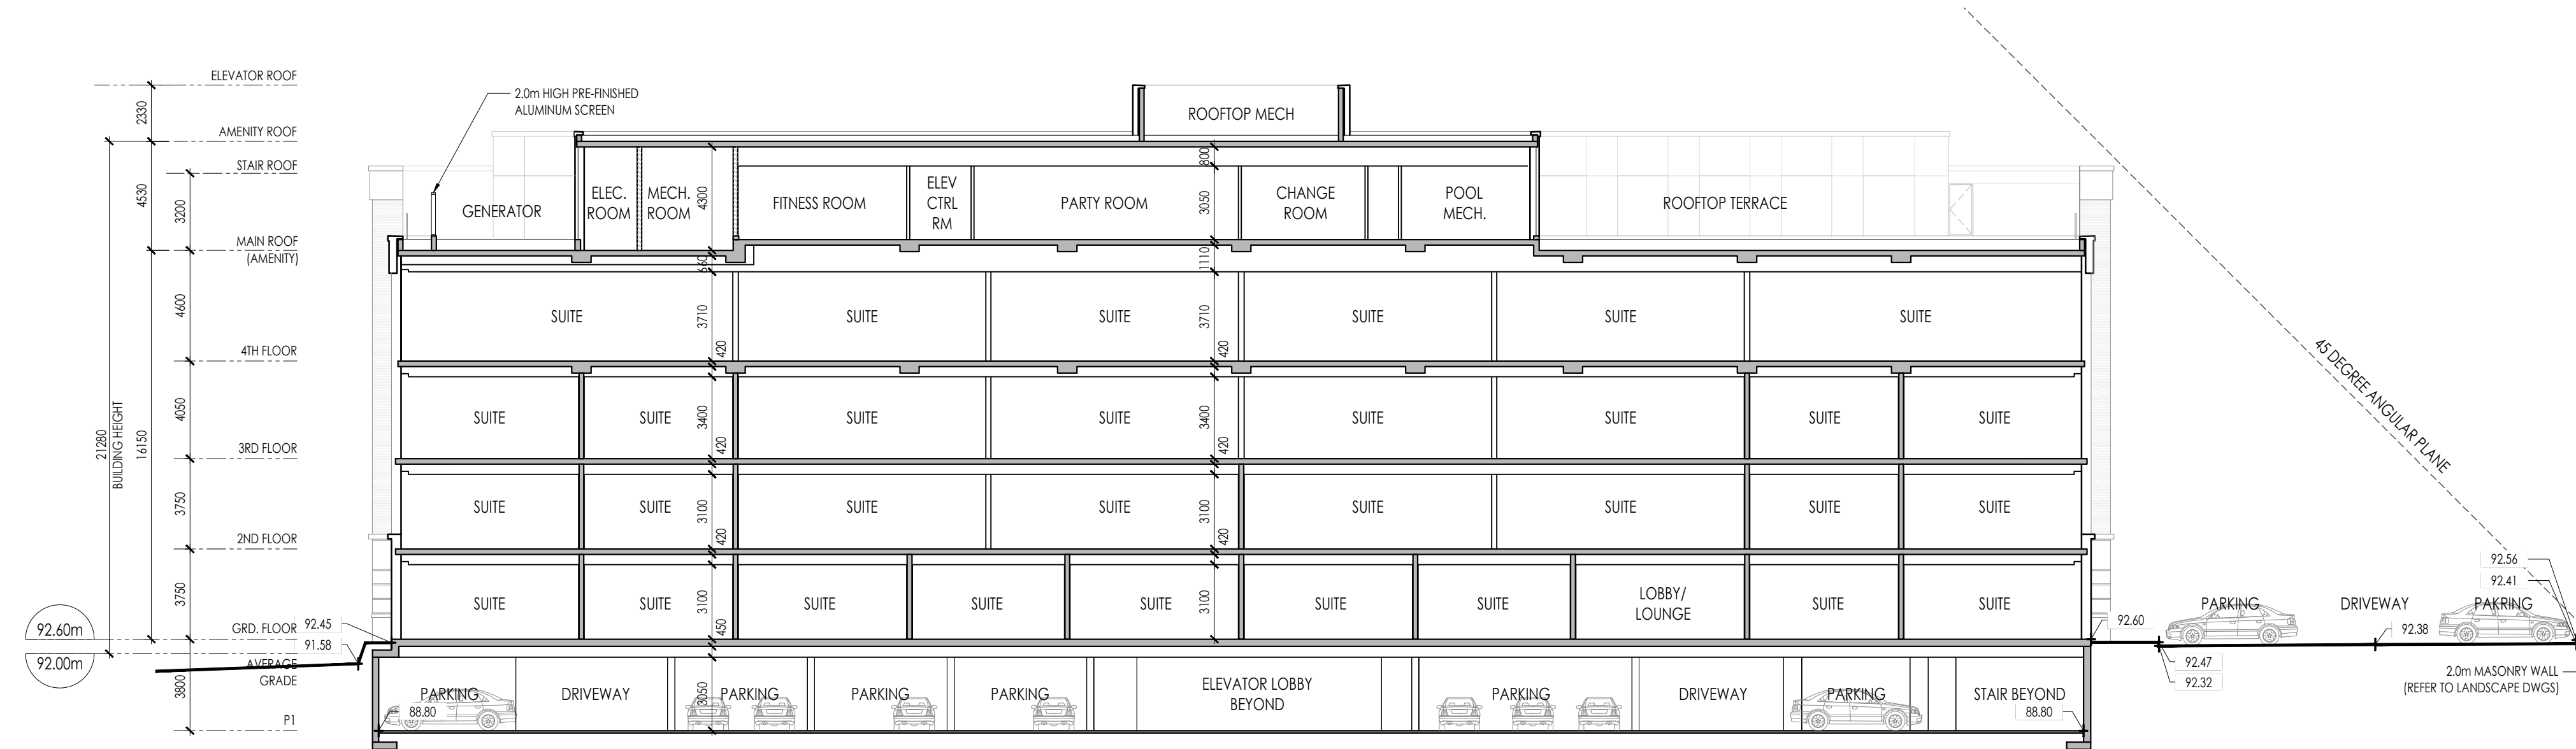 ELEVATOR ROOF
2330
AMENITY ROOF
STAIR ROOF
4530
3200
MAIN ROOF
(AMENITY)
4600
4TH FLOOR
21280
BUILDING HEIGHT
16150
4050
3RD FLOOR
3750
2ND FLOOR
3750
GRD. FLOOR
92.45
91.58
92.60m
92.00m
AVERAGE
GRADE
3800
P1
2.0m HIGH PRE-FINISHED
ALUMINUM SCREEN
ROOFTOP MECH
GENERATOR
ELEC.
ROOM
MECH.
ROOM
4300
FITNESS ROOM
ELEV
CTRL
RM
PARTY ROOM
800
3050
CHANGE
ROOM
POOL
MECH.
ROOFTOP TERRACE
660
1110
SUITE
3710
420
SUITE
SUITE
3710
420
SUITE
SUITE
SUITE
SUITE
SUITE
3400
420
SUITE
SUITE
3400
420
SUITE
SUITE
SUITE
SUITE
SUITE
SUITE
3100
420
SUITE
SUITE
3100
420
SUITE
SUITE
SUITE
SUITE
SUITE
SUITE
3100
450
SUITE
SUITE
SUITE
3100
SUITE
SUITE
LOBBY/
LOUNGE
SUITE
SUITE
PARKING
88.80
DRIVEWAY
3050
PARKING
PARKING
PARKING
ELEVATOR LOBBY
BEYOND
PARKING
DRIVEWAY
PARKING
STAIR BEYOND
88.80
45 DEGREE ANGULAR PLANE
92.60
PARKING
DRIVEWAY
PAKRING
92.56
92.41
92.38
92.47
92.32
2.0m MASONRY WALL
(REFER TO LANDSCAPE DWGS)